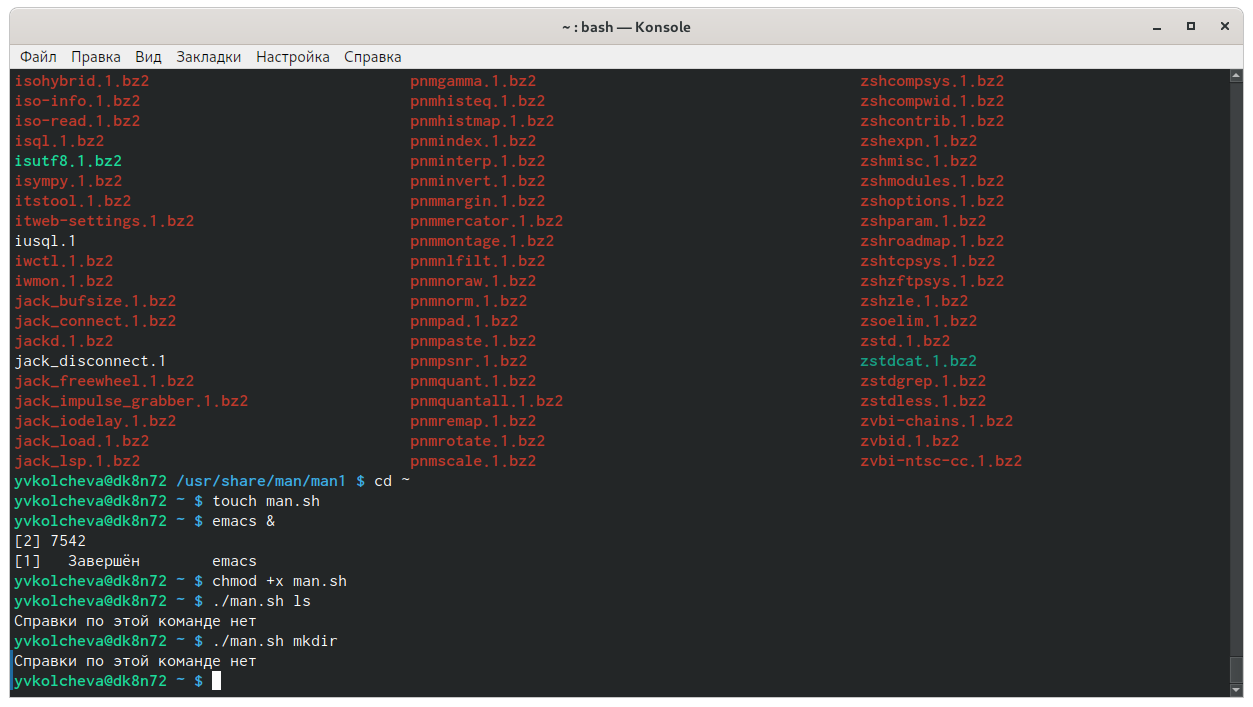 ~ : bash — Konsole
Файл Правка Вид Закладки Настройка Справка
isohybrid.1.bz2 pnmgamma.1.bz2 zshcompsys.1.bz2
iso-info.1.bz2 pnmhisteq.1.bz2 zshcompwid.1.bz2
iso-read.1.bz2 pnmhistmap.1.bz2 zshcontrib.1.bz2
isql.1.bz2 pnmindex.1.bz2 zshexpn.1.bz2
isutf8.1.bz2 pnminterp.1.bz2 zshmisc.1.bz2
isympy.1.bz2 pnminvert.1.bz2 zshmodules.1.bz2
itstool.1.bz2 pnmmargin.1.bz2 zshoptions.1.bz2
itweb-settings.1.bz2 pnmmercator.1.bz2 zshparam.1.bz2
iusql.1 pnmmontage.1.bz2 zshroadmap.1.bz2
iwctl.1.bz2 pnmnlfilt.1.bz2 zshtcpsys.1.bz2
iwmon.1.bz2 pnmnoraw.1.bz2 zshzftpsys.1.bz2
jack_bufsize.1.bz2 pnmnorm.1.bz2 zshzle.1.bz2
jack_connect.1.bz2 pnmpad.1.bz2 zsoelim.1.bz2
jackd.1.bz2 pnmpaste.1.bz2 zstd.1.bz2
jack_disconnect.1 pnmpsnr.1.bz2 zstdcat.1.bz2
jack_freewheel.1.bz2 pnmquant.1.bz2 zstdgrep.1.bz2
jack_impulse_grabber.1.bz2 pnmquantall.1.bz2 zstdless.1.bz2
jack_iodelay.1.bz2 pnmremap.1.bz2 zvbi-chains.1.bz2
jack_load.1.bz2 pnmrotate.1.bz2 zvbid.1.bz2
jack_lsp.1.bz2 pnmscale.1.bz2 zvbi-ntsc-cc.1.bz2
yvkolcheva@dk8n72 /usr/share/man/man1 $ cd ~
yvkolcheva@dk8n72 ~ $ touch man.sh
yvkolcheva@dk8n72 ~ $ emacs &
[2] 7542
[1] Завершён emacs
yvkolcheva@dk8n72 ~ $ chmod +x man.sh
yvkolcheva@dk8n72 ~ $ ./man.sh ls
Справки по этой команде нет
yvkolcheva@dk8n72 ~ $ ./man.sh mkdir
Справки по этой команде нет
yvkolcheva@dk8n72 ~ $